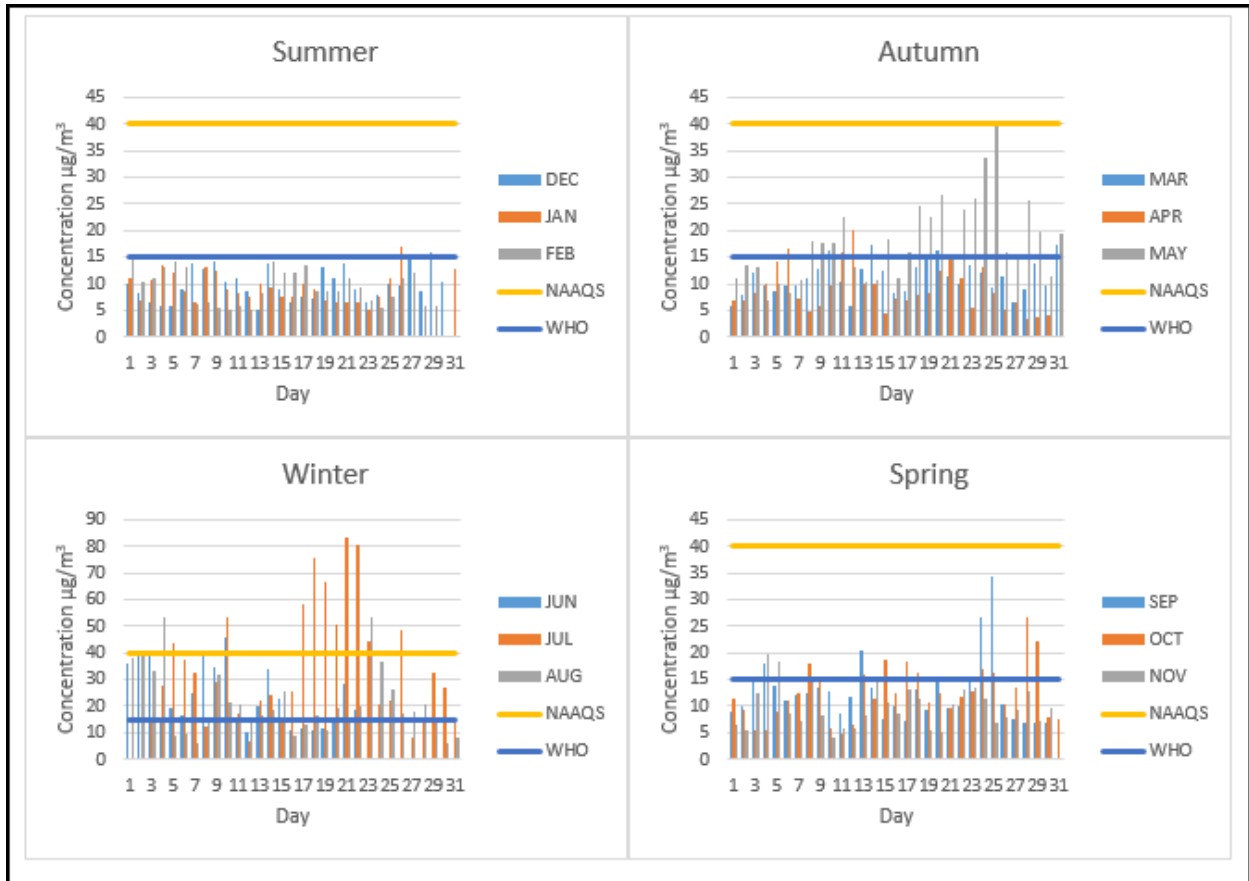 Summer
Concentration µg/m³
45
40
35
30
25
20
15
10
5
0
1 3 5 7 9 11 13 15 17 19 21 23 25 27 29 31
Day
DEC
JAN
FEB
NAAQS
WHO
Autumn
Concentration µg/m³
45
40
35
30
25
20
15
10
5
0
1 3 5 7 9 11 13 15 17 19 21 23 25 27 29 31
Day
MAR
APR
MAY
NAAQS
WHO
Winter
Concentration µg/m³
90
80
70
60
50
40
30
20
10
0
1 3 5 7 9 11 13 15 17 19 21 23 25 27 29 31
Day
JUN
JUL
AUG
NAAQS
WHO
Spring
Concentration µg/m³
45
40
35
30
25
20
15
10
5
0
1 3 5 7 9 11 13 15 17 19 21 23 25 27 29 31
Day
SEP
OCT
NOV
NAAQS
WHO